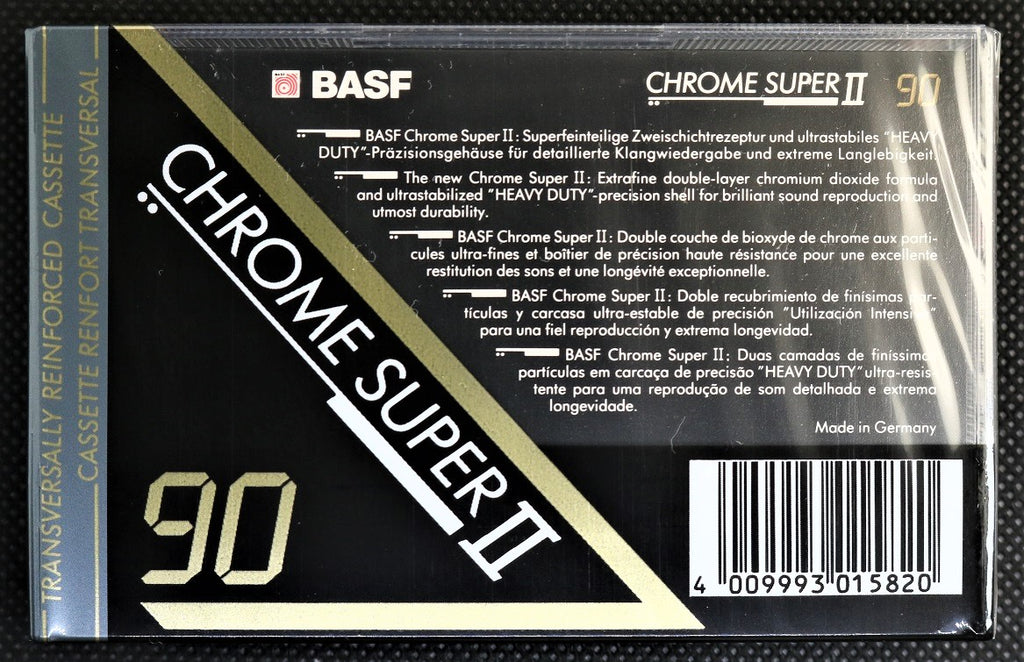 TRANSVERSALLY REINFORCED CASSETTE
CASSETTE RENFORT TRANSVERSAL
BASF
CHROME SUPER II 90
BASF Chrome Super II: Superfeinteilige Zweischichtrezeptur und ultrastabiles "HEAVY
DUTY"-Präzisionsgehäuse für detaillierte Klangwiedergabe und extreme Langlebigkeit.
The new Chrome Super II: Extrafine double-layer chromium dioxide formula
and ultrastabilized "HEAVY DUTY"-precision shell for brilliant sound reproduction and
utmost durability.
BASF Chrome Super II: Double couche de bioxyde de chrome aux parti-
cules ultra-fines et boîtier de précision haute résistance pour une excellente
restitution des sons et une longévité exceptionnelle.
BASF Chrome Super II: Doble recubrimiento de finísimas par-
tículas y carcasa ultra-estable de precisión "Utilización Intensiva"
para una fiel reproducción y extrema longevidad.
BASF Chrome Super II: Duas camadas de finíssimas
partículas em carcaça de precisão "HEAVY DUTY" ultra-resis-
tente para uma reprodução de som detalhada e extrema
longevidade.
Made in Germany
CHROME SUPER II
90
4 009993 015820